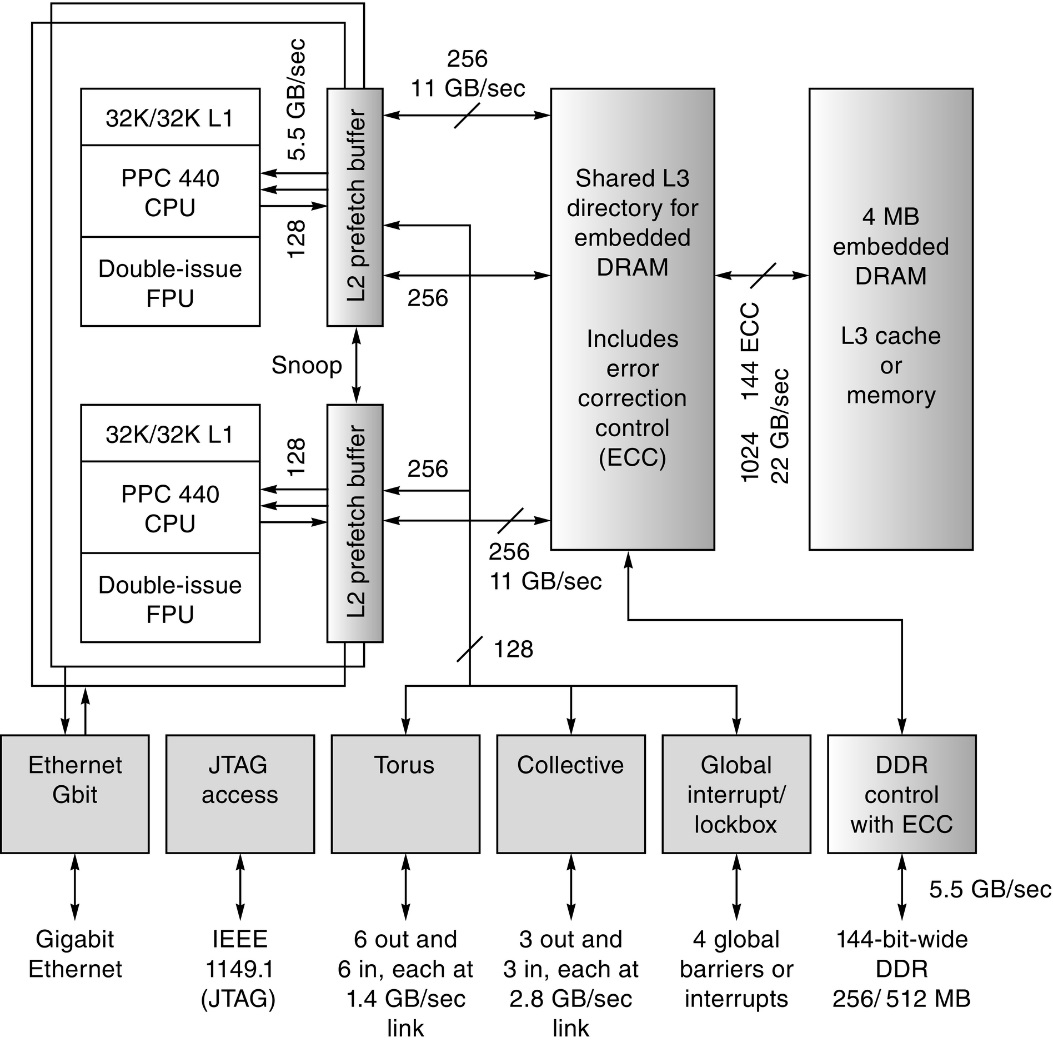 256
11 GB/sec
5.5 GB/sec
32K/32K L1
PPC 440
CPU
Double-issue
FPU
128
L2 prefetch buffer
256
Shared L3
directory for
embedded
DRAM
Includes
error
correction
control
(ECC)
4 MB
embedded
DRAM
L3 cache
or
memory
1024 144 ECC
22 GB/sec
Snoop
32K/32K L1
PPC 440
CPU
Double-issue
FPU
128
L2 prefetch buffer
256
256
11 GB/sec
128
Ethernet
Gbit
JTAG
access
Torus
Collective
Global
interrupt/
lockbox
DDR
control
with ECC
5.5 GB/sec
Gigabit
Ethernet
IEEE
1149.1
(JTAG)
6 out and
6 in, each at
1.4 GB/sec
link
3 out and
3 in, each at
2.8 GB/sec
link
4 global
barriers or
interrupts
144-bit-wide
DDR
256/512 MB